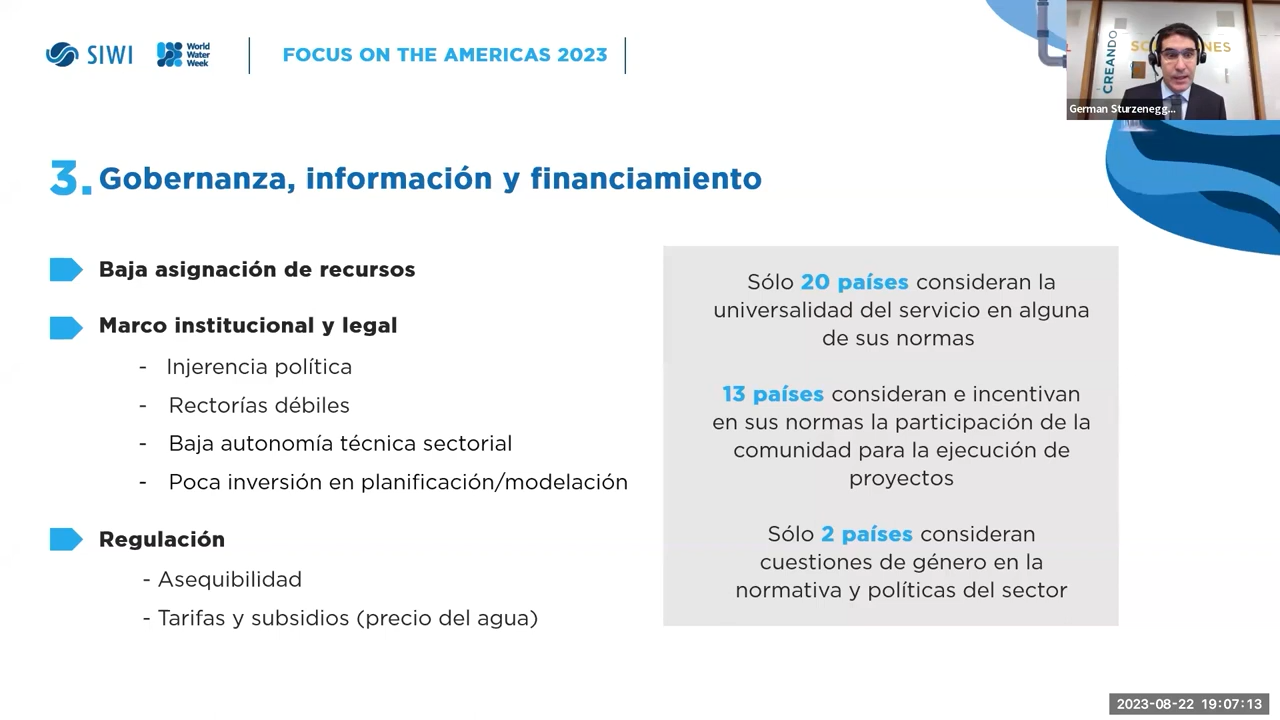 SIWI
World
Water
Week
FOCUS ON THE AMERICAS 2023
CREANDO
German Sturzenegg...
3. Gobernanza, información y financiamiento
Baja asignación de recursos
Marco institucional y legal
- Injerencia política
- Rectorías débiles
- Baja autonomía técnica sectorial
- Poca inversión en planificación/modelación
Regulación
- Asequibilidad
- Tarifas y subsidios (precio del agua)
Sólo 20 países consideran la
universalidad del servicio en alguna
de sus normas
13 países consideran e incentivan
en sus normas la participación de la
comunidad para la ejecución de
proyectos
Sólo 2 países consideran
cuestiones de género en la
normativa y políticas del sector
2023-08-22 19:07:13